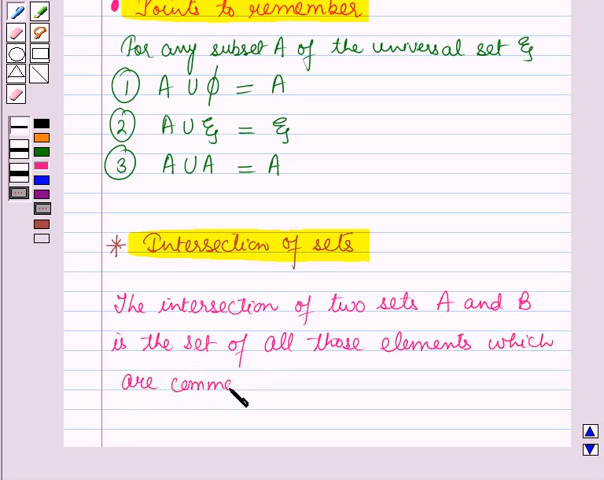 Points to remember
For any subset A of the universal set ξ
① A ∪ ϕ = A
② A ∪ ξ = ξ
③ A ∪ A = A
* Intersection of sets
The intersection of two sets A and B
is the set of all those elements which
are commo